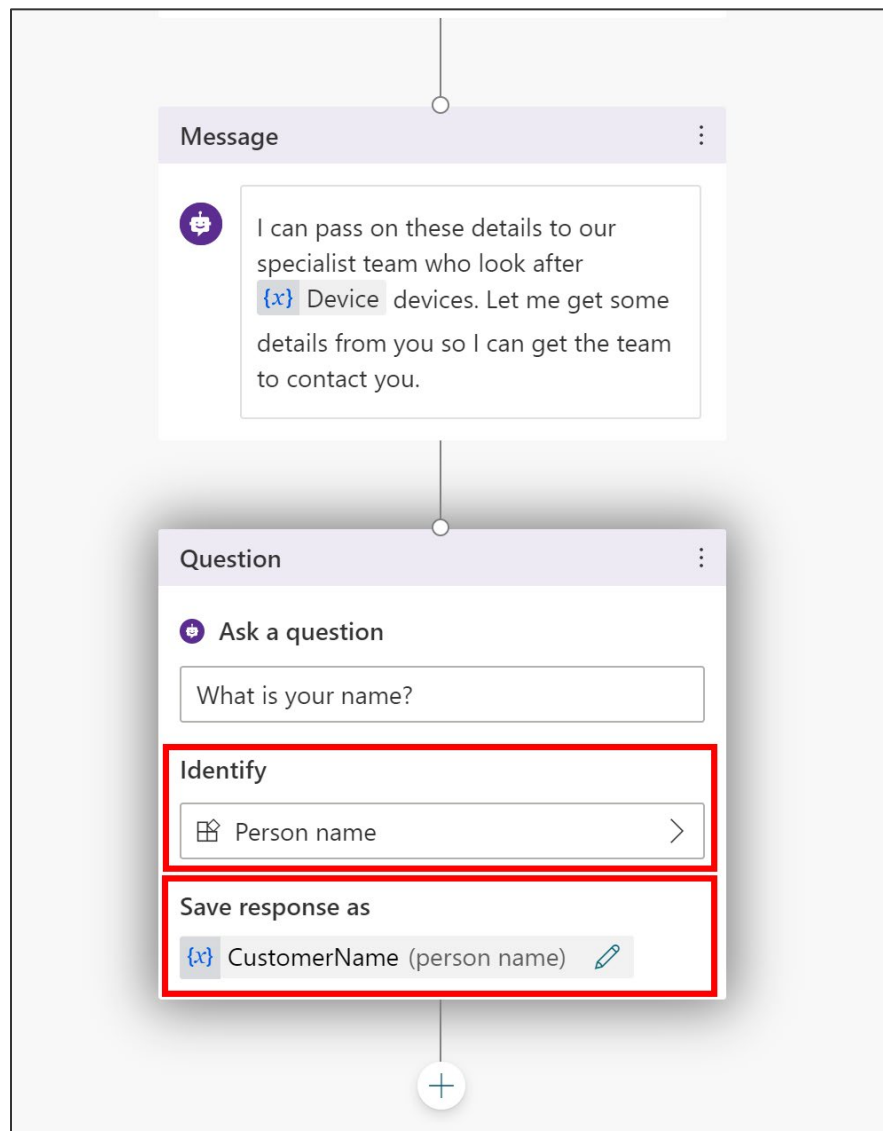 Message
I can pass on these details to our
specialist team who look after
{x} Device devices. Let me get some
details from you so I can get the team
to contact you.
Question
Ask a question
What is your name?
Identify
Person name
Save response as
{x} CustomerName (person name)